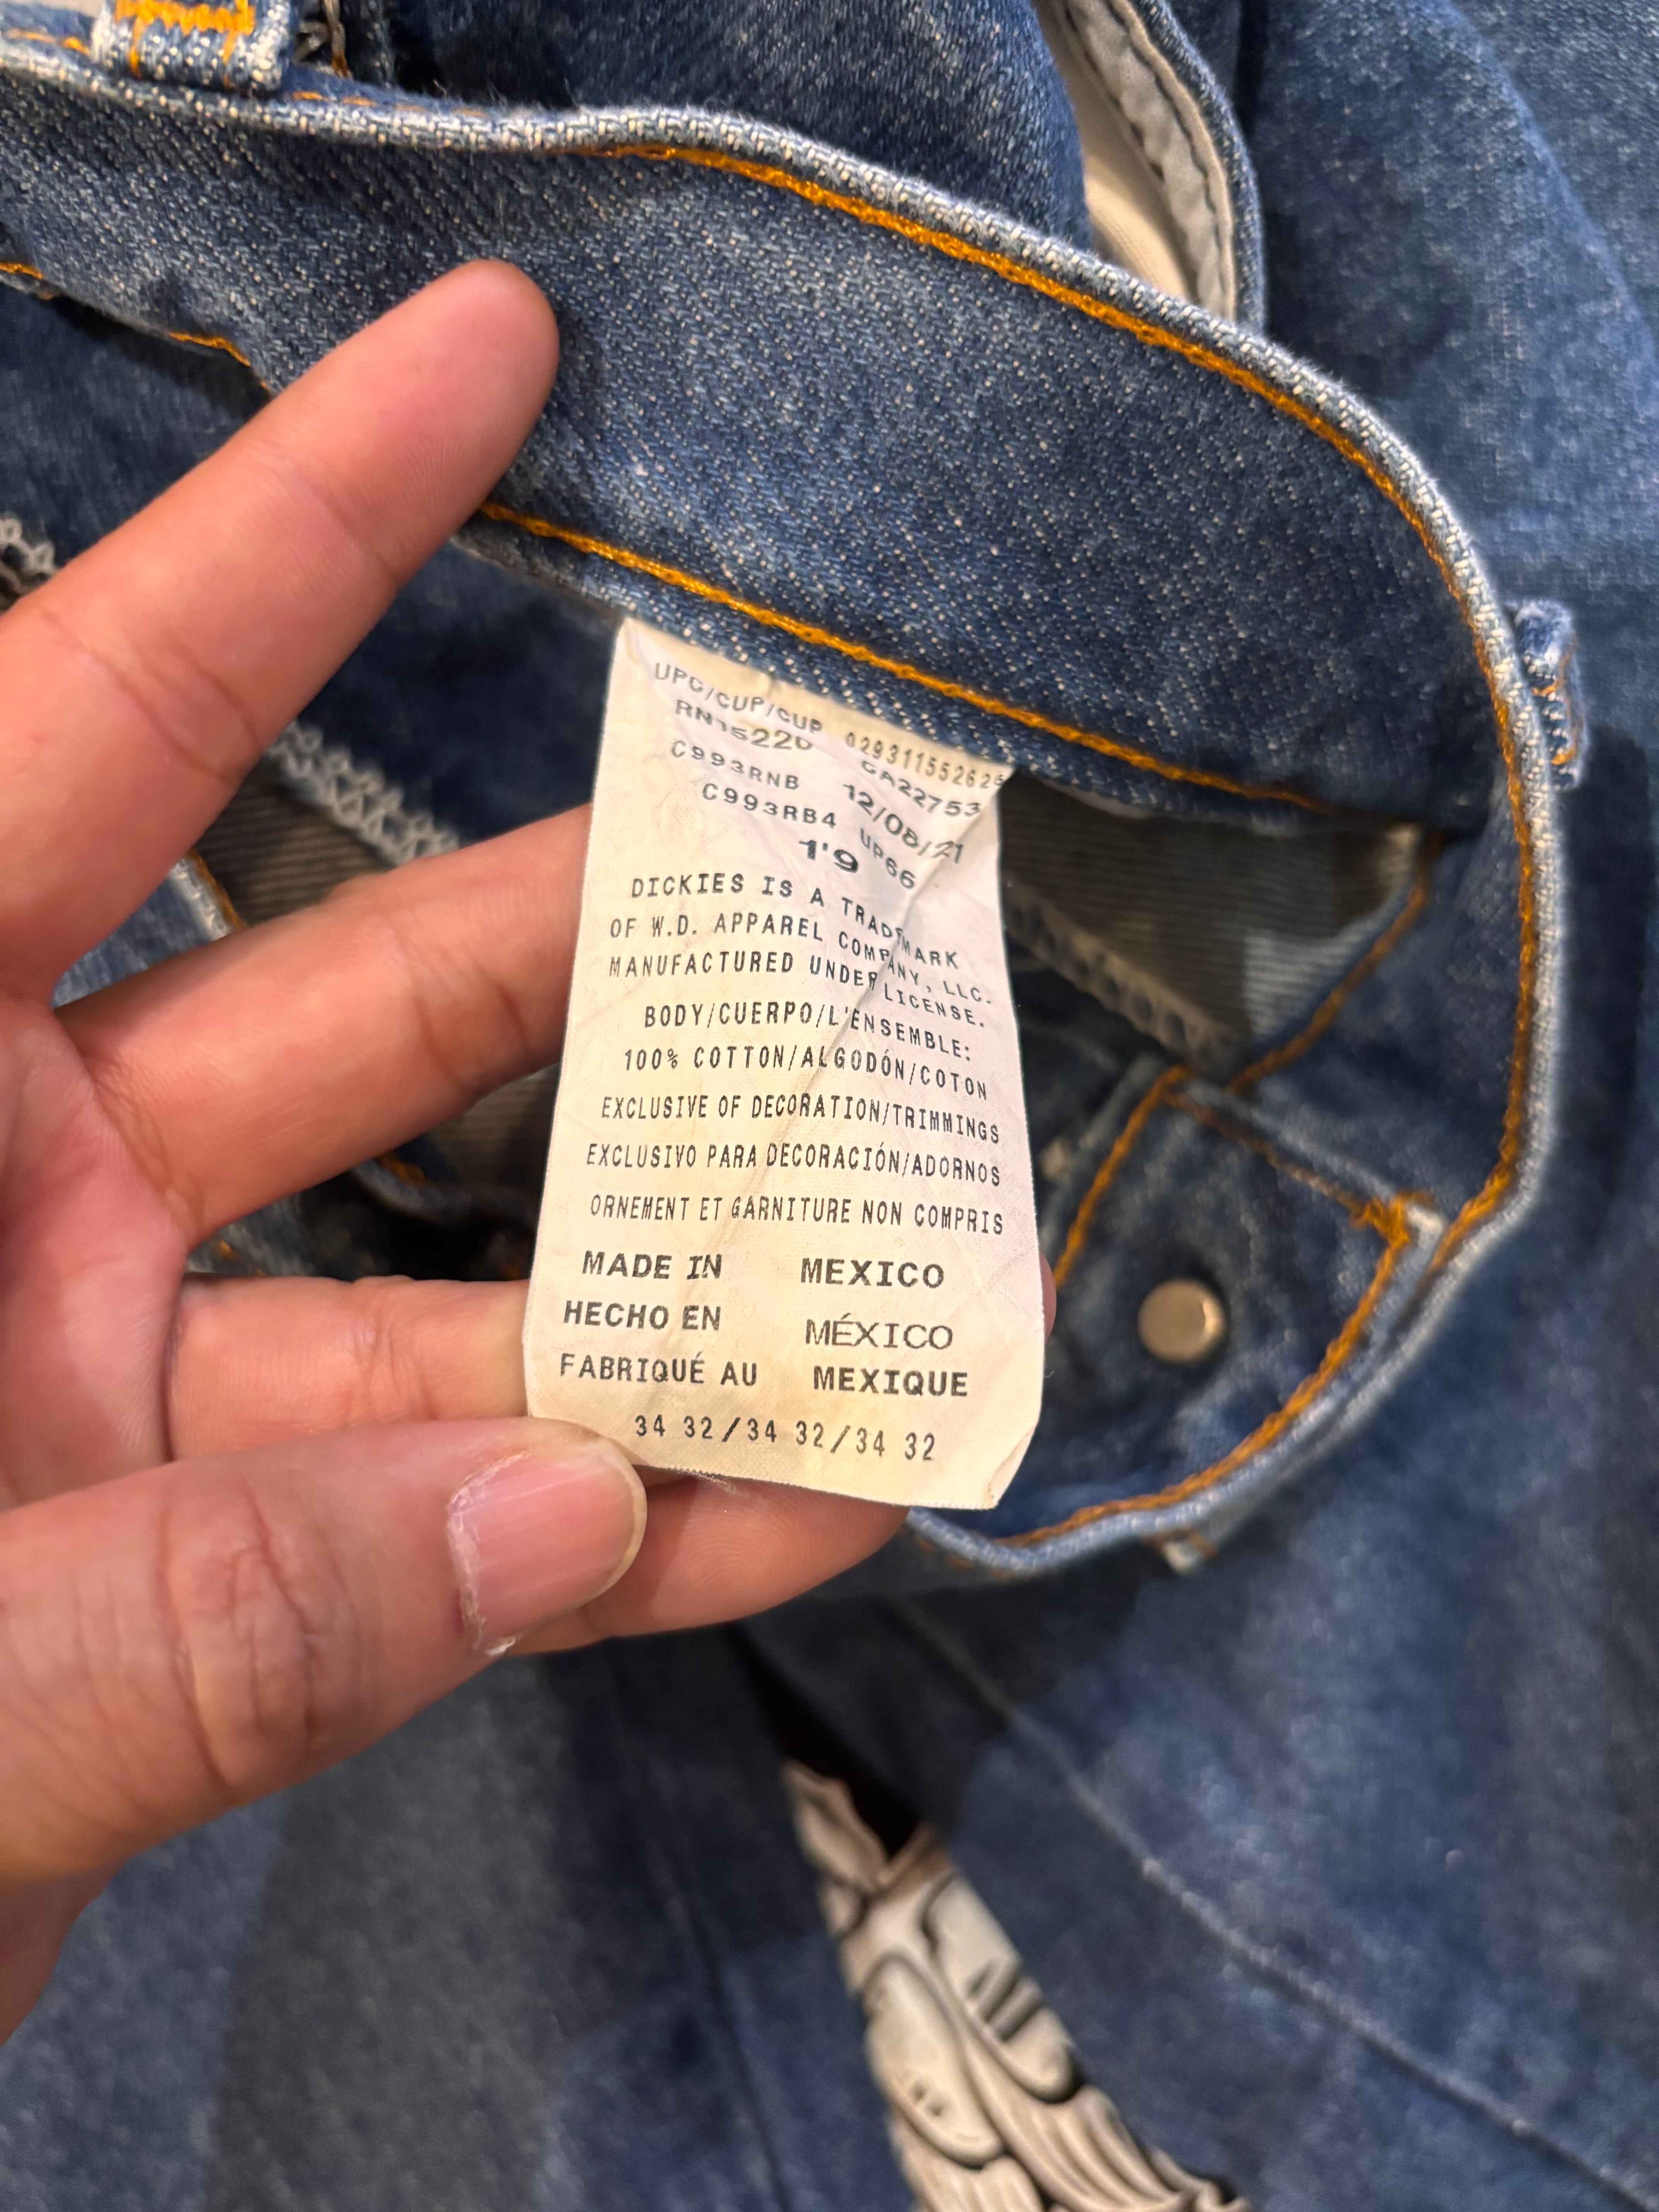 UPC/CUP/CUP 029311552625
RN15220 CA22753
C993RNB 12/08/21
C993RB4 UP66
1'9
DICKIES IS A TRADEMARK
OF W.D. APPAREL COMPANY, LLC.
MANUFACTURED UNDER LICENSE.
BODY/CUERPO/L'ENSEMBLE:
100% COTTON/ALGODÓN/COTON
EXCLUSIVE OF DECORATION/TRIMMINGS
EXCLUSIVO PARA DECORACIÓN/ADORNOS
ORNEMENT ET GARNITURE NON COMPRIS
MADE IN MEXICO
HECHO EN MÉXICO
FABRIQUÉ AU MEXIQUE
34 32/34 32/34 32